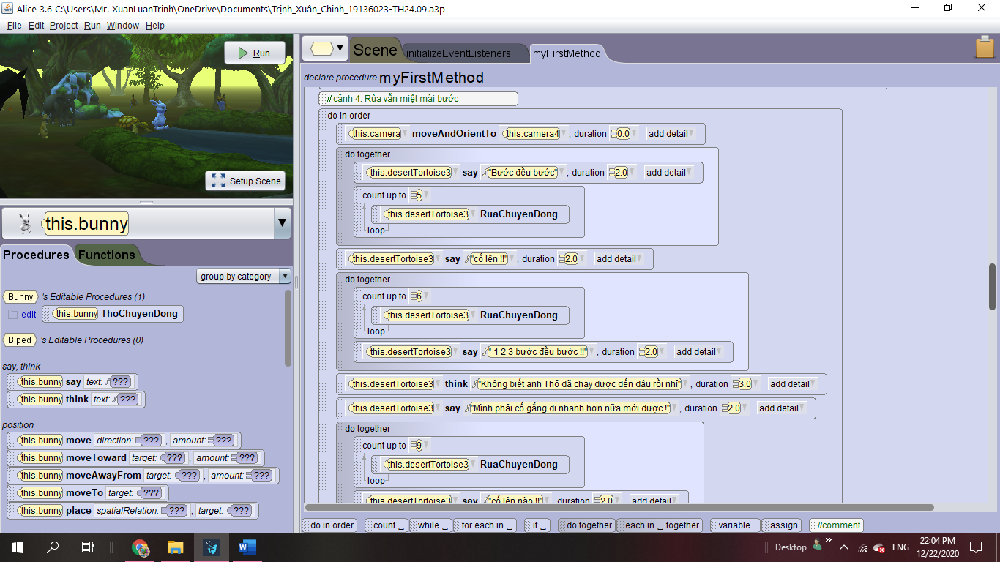 Alice 3.6 C:\Users\Mr. XuanLuanTrinh\OneDrive\Documents\Trịnh_Xuân_Chinh_19136023-TH24.09.a3p
File Edit Project Run Window Help
Run...
Setup Scene
this.bunny
Procedures Functions
group by category
Bunny 's Editable Procedures (1)
edit this.bunny ThoChuyenDong
Biped 's Editable Procedures (0)
say, think
this.bunny say text: ???
this.bunny think text: ???
position
this.bunny move direction: ??? , amount: ???
this.bunny moveToward target: ??? , amount: ???
this.bunny moveAwayFrom target: ??? , amount: ???
this.bunny moveTo target: ???
this.bunny place spatialRelation: ??? , target: ???
Scene initializeEventListeners myFirstMethod
declare procedure myFirstMethod
// cảnh 4: Rùa vẫn miệt mài bước
do in order
this.camera moveAndOrientTo this.camera4 , duration 0.0 add detail
do together
this.desertTortoise3 say "Bước đều bước" , duration 2.0 add detail
count up to 5
this.desertTortoise3 RuaChuyenDong
loop
this.desertTortoise3 say "cố lên !!" , duration 2.0 add detail
do together
count up to 6
this.desertTortoise3 RuaChuyenDong
loop
this.desertTortoise3 say " 1 2 3 bước đều bước !!" , duration 2.0 add detail
this.desertTortoise3 think "Không biết anh Thỏ đã chạy được đến đâu rồi nhỉ" , duration 3.0 add detail
this.desertTortoise3 say "Mình phải cố gắng đi nhanh hơn nữa mới được !" , duration 2.0 add detail
do together
count up to 9
this.desertTortoise3 RuaChuyenDong
loop
this.desertTortoise3 say "cố lên nào !!" , duration 2.0 add detail
do in order count _ while _ for each in _ if _ do together each in _ together variable... assign //comment
Desktop ENG 22:04 PM
12/22/2020